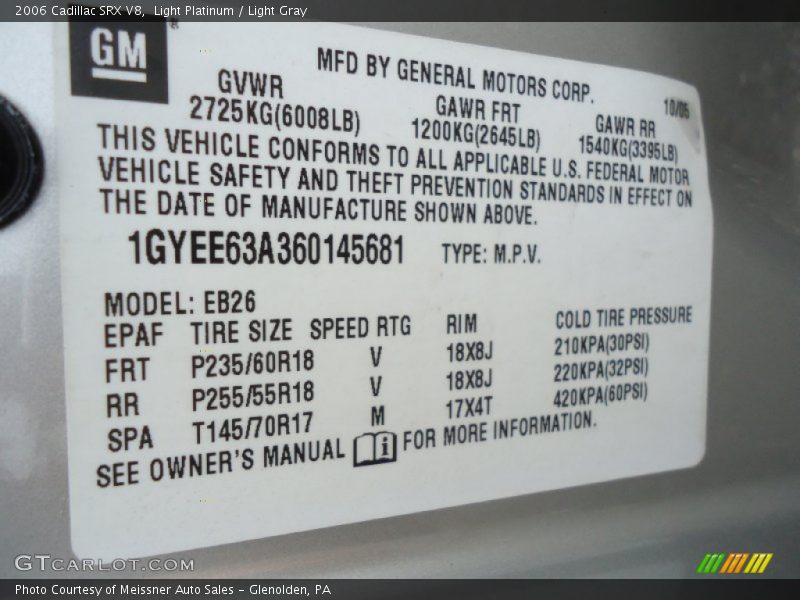 2006 Cadillac SRX V8,  Light Platinum / Light Gray
GM
MFD BY GENERAL MOTORS CORP.
10/05
GVWR GAWR FRT GAWR RR
2725KG(6008LB) 1200KG(2645LB) 1540KG(3395LB)
THIS VEHICLE CONFORMS TO ALL APPLICABLE U.S. FEDERAL MOTOR
VEHICLE SAFETY AND THEFT PREVENTION STANDARDS IN EFFECT ON
THE DATE OF MANUFACTURE SHOWN ABOVE.
1GYEE63A360145681 TYPE: M.P.V.
MODEL: EB26
EPAF TIRE SIZE SPEED RTG RIM COLD TIRE PRESSURE
FRT P235/60R18 V 18X8J 210KPA(30PSI)
RR P255/55R18 V 18X8J 220KPA(32PSI)
SPA T145/70R17 M 17X4T 420KPA(60PSI)
SEE OWNER'S MANUAL i FOR MORE INFORMATION.
GTCARLOT.COM
Photo Courtesy of Meissner Auto Sales - Glenolden, PA